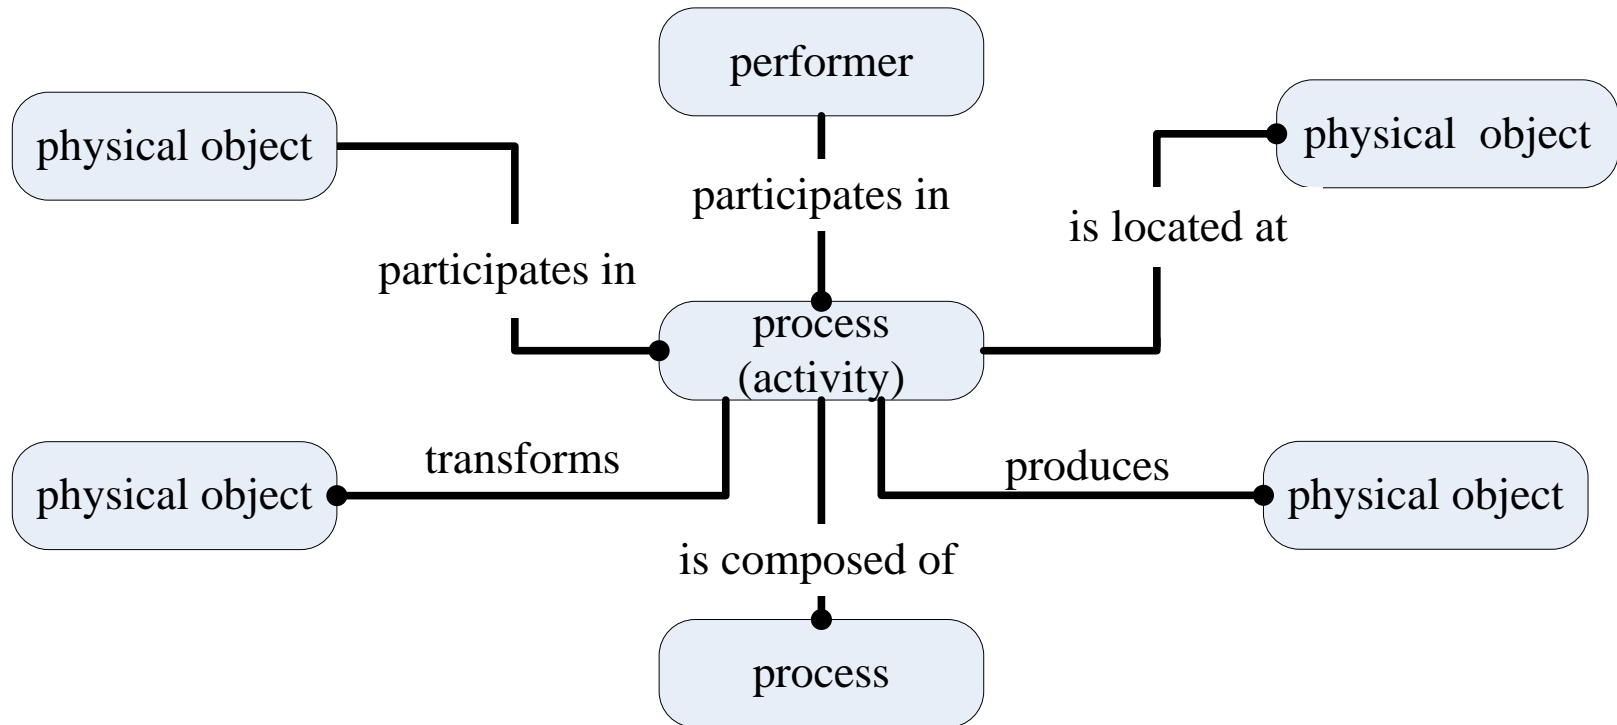 performer
physical object
physical  object
participates in
is located at
participates in
process
(activity)
transforms
produces
physical object
physical object
is composed of
process